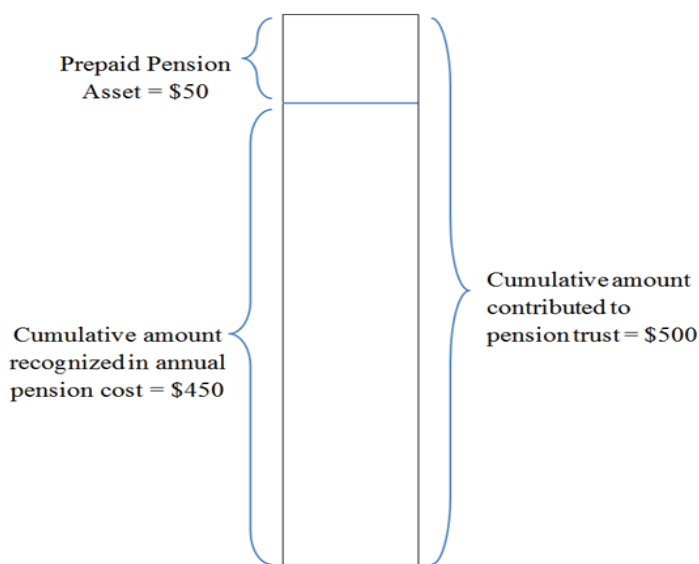 Prepaid Pension
Asset = $50
Cumulative amount
contributed to
pension trust = $500
Cumulative amount
recognized in annual
pension cost = $450